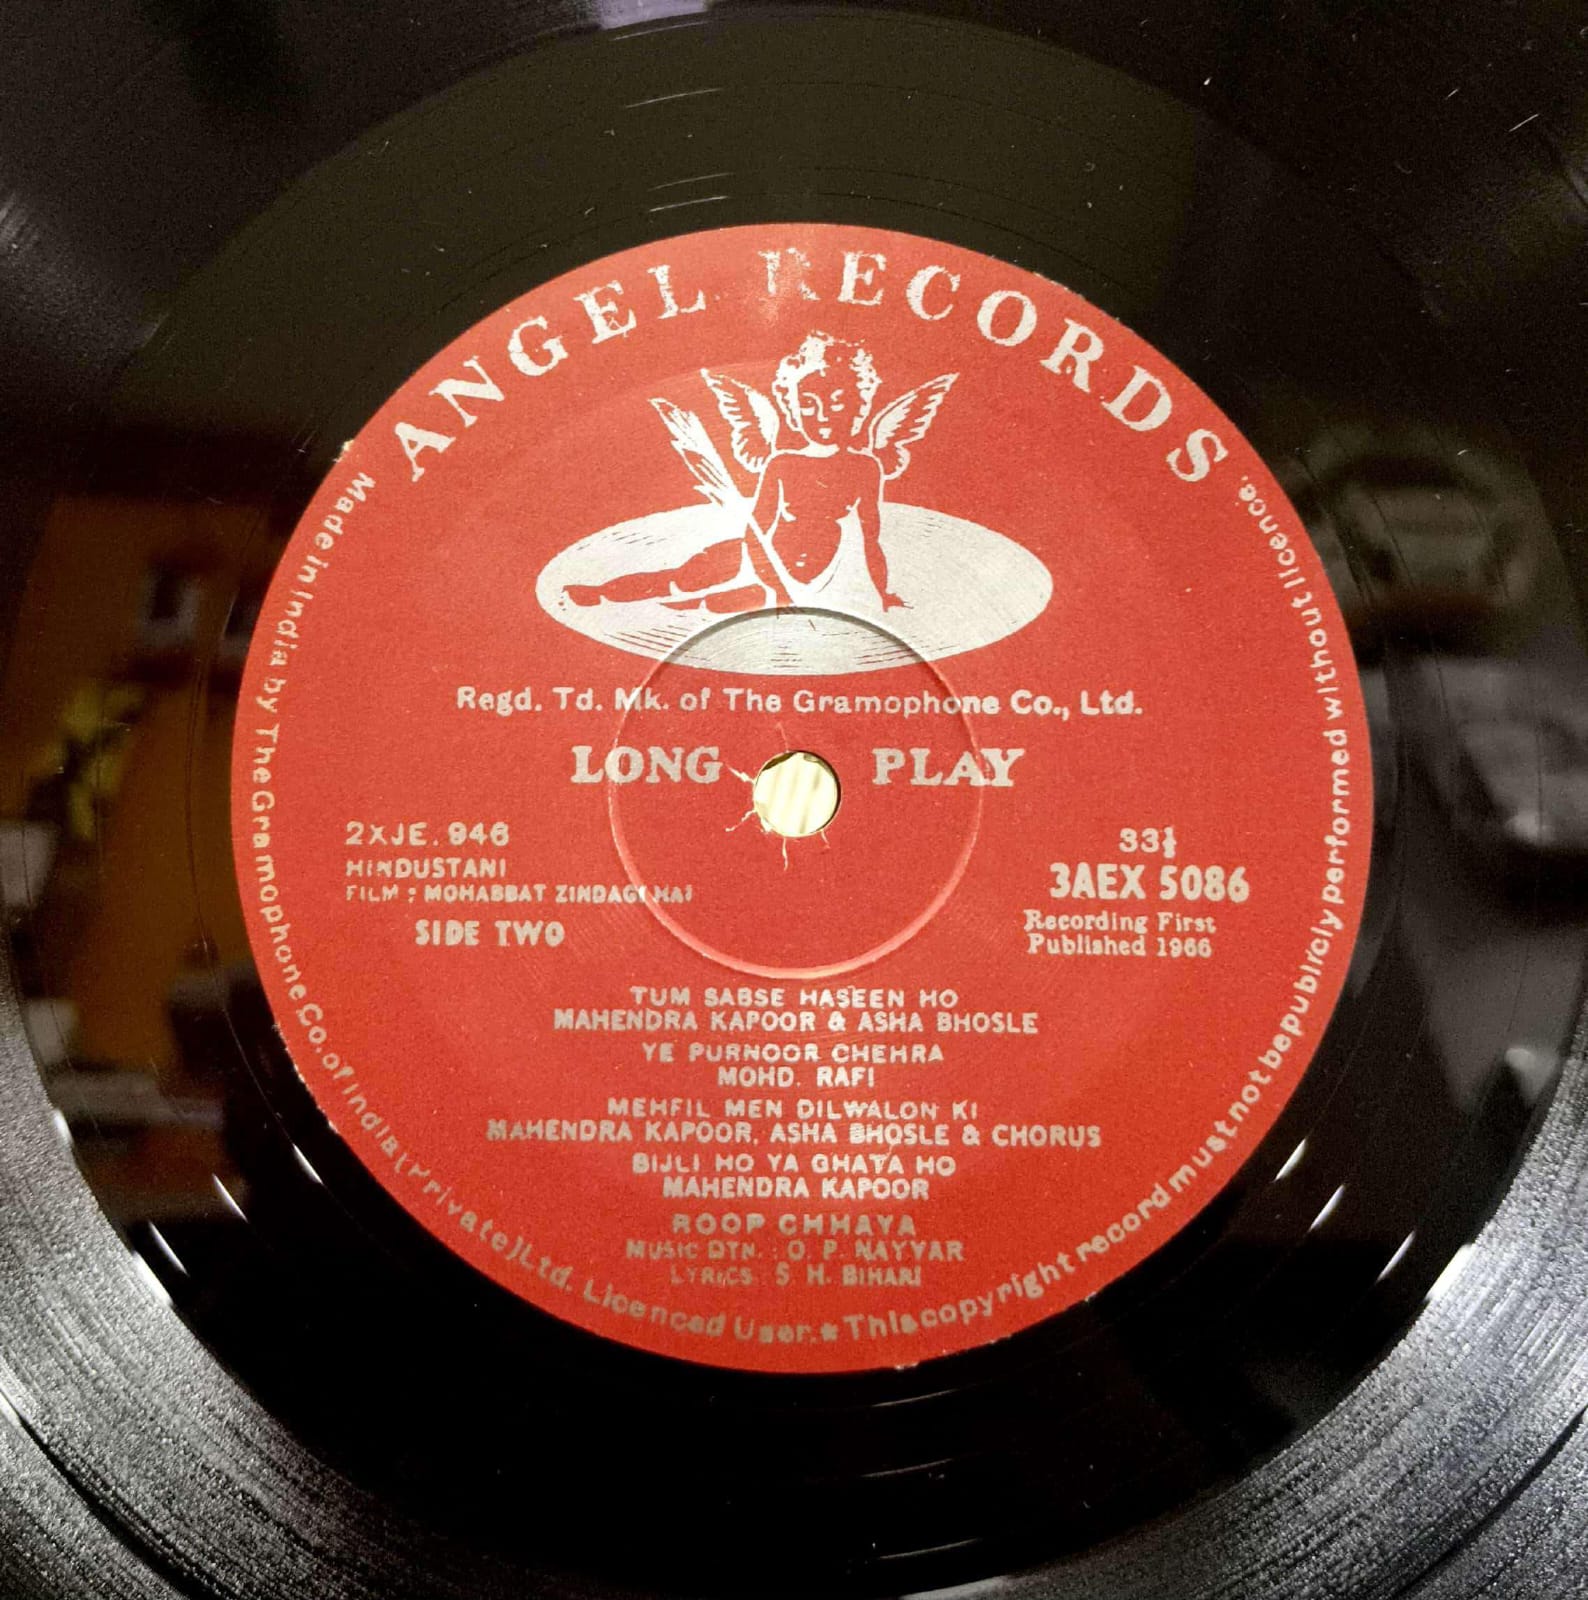 ANGEL RECORDS
Regd. Td. Mk. of The Gramophone Co., Ltd.
LONG PLAY
2XJE. 946
HINDUSTANI
FILM : MOHABBAT ZINDAGI HAI
SIDE TWO
33⅓
3AEX 5086
Recording First
Published 1966
TUM SABSE HASEEN HO
MAHENDRA KAPOOR & ASHA BHOSLE
YE PURNOOR CHEHRA
MOHD. RAFI
MEHFIL MEN DILWALON KI
MAHENDRA KAPOOR, ASHA BHOSLE & CHORUS
BIJLI HO YA GHATA HO
MAHENDRA KAPOOR
ROOP CHHAYA
MUSIC DTN. : O. P. NAYYAR
LYRICS : S. H. BIHARI
Made in India by The Gramophone Co. of India (Private) Ltd. Licenced User. ★ This copyright record must not be publicly performed without licence.